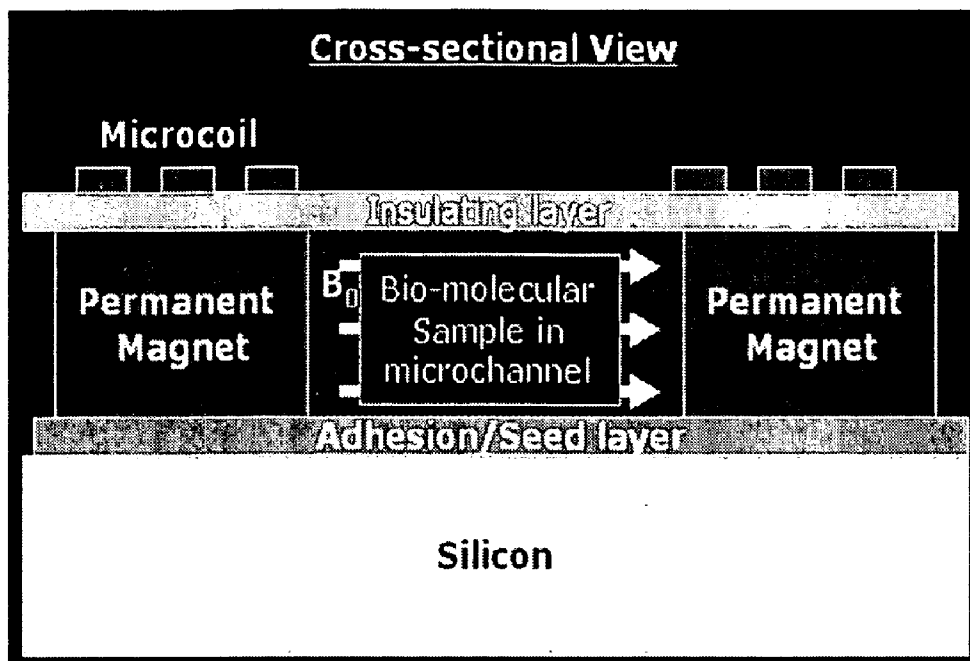 Cross-sectional View
Microcoil
Insulating layer
Permanent
Magnet
B0
Bio-molecular
Sample in
microchannel
Permanent
Magnet
Adhesion/Seed layer
Silicon